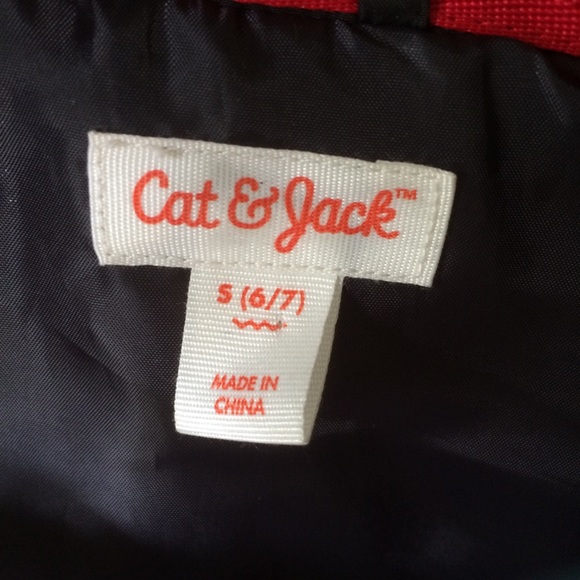 Cat & Jack™
S (6/7)
MADE IN
CHINA